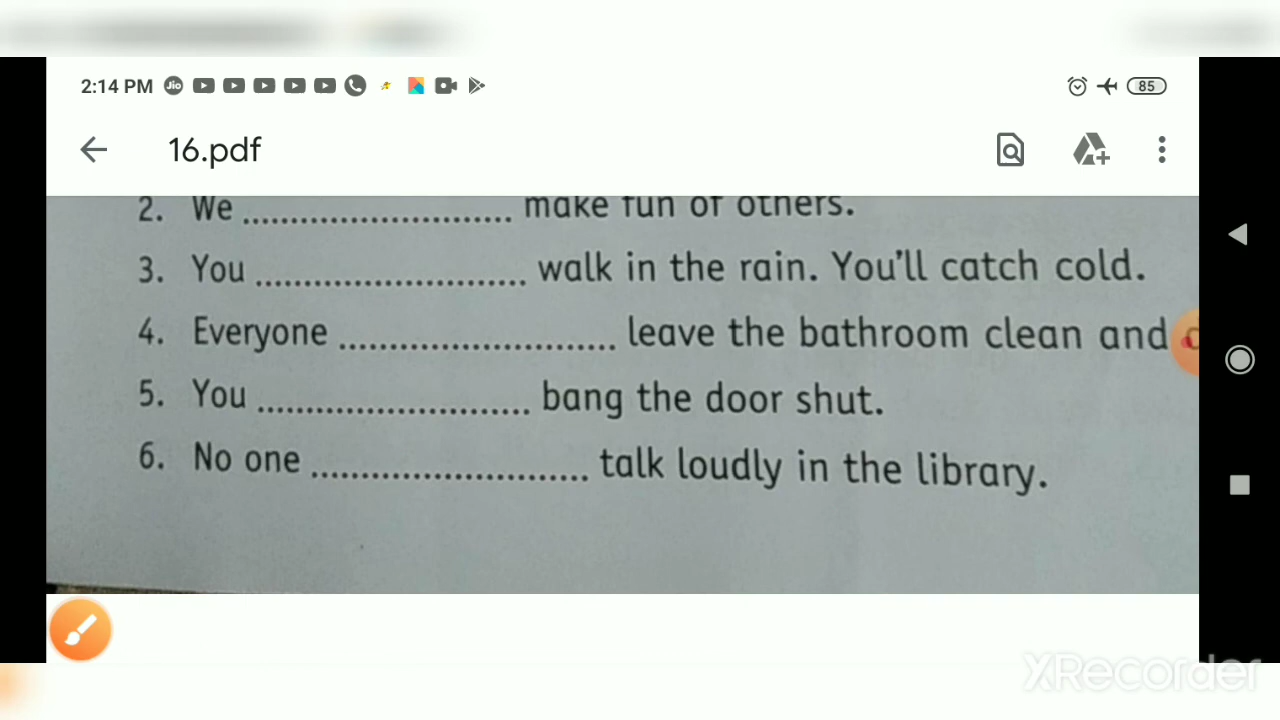 2:14 PM Jio 85
16.pdf
2. We ........................... make fun of others.
3. You ........................... walk in the rain. You'll catch cold.
4. Everyone ........................... leave the bathroom clean and
5. You ........................... bang the door shut.
6. No one ........................... talk loudly in the library.
XRecorder